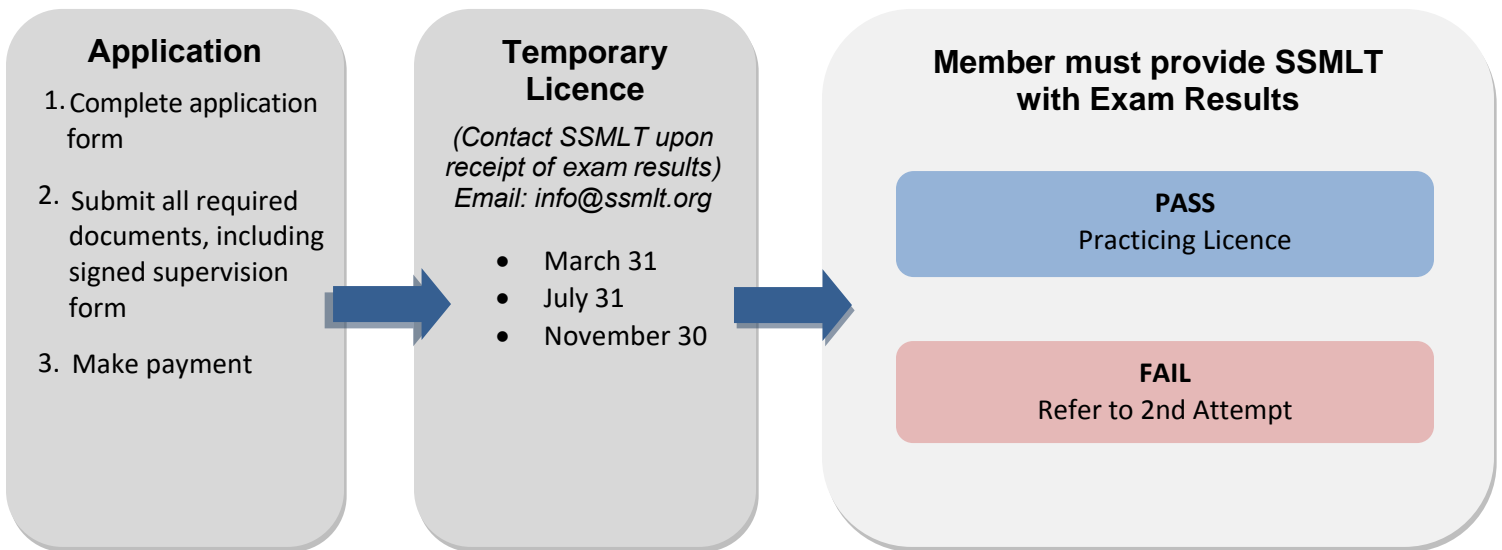 Application
1. Complete application
form
2. Submit all required
documents, including
signed supervision
form
3. Make payment
Temporary
Licence
(Contact SSMLT upon
receipt of exam results)
Email: info@ssmlt.org
• March 31
• July 31
• November 30
Member must provide SSMLT
with Exam Results
PASS
Practicing Licence
FAIL
Refer to 2nd Attempt